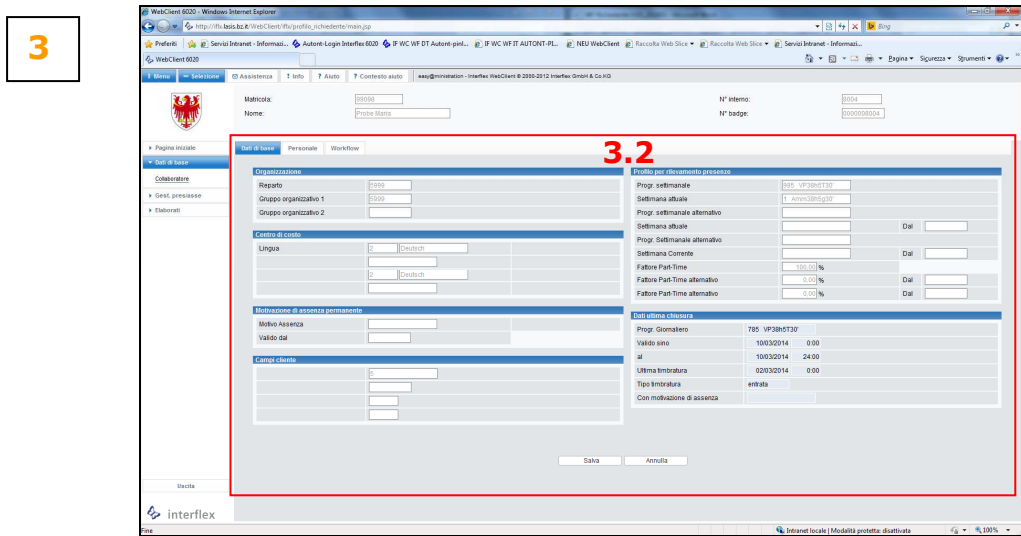 3
WebClient 6020 - Windows Internet Explorer
http://iflx.lasis.bz.it/WebClient/iflx/profilo_richiedente/main.jsp
Bing
Preferiti Servizi Intranet - Informazi... Autont-Login Interflex 6020 IF WC WF DT Autont-pinl... IF WC WF IT AUTONT-PI... NEU WebClient Raccolta Web Slice Raccolta Web Slice Servizi Intranet - Informazi...
WebClient 6020
Pagina Sicurezza Strumenti
Menu Selezione Assistenza Info Aiuto Contesto aiuto easy@ministration - Interflex WebClient © 2000-2012 Interflex GmbH & Co.KG
Matricola: 99098 N° interno: 8004
Nome: Probe Maria N° badge: 0000098004
Pagina iniziale
Dati di base
Collaboratore
Gest. presiasse
Elaborati
Dati di base Personale Workflow
3.2
Organizzazione
Reparto 5999
Gruppo organizzativo 1 5999
Gruppo organizzativo 2
Centro di costo
Lingua 2 Deutsch
2 Deutsch
Motivazione di assenza permanente
Motivo Assenza
Valido dal
Campi cliente
Profilo per rilevamento presenze
Progr. settimanale 985 VP38h5T30'
Settimana attuale 1 Amm38h5g30'
Progr. settimanale alternativo
Settimana attuale Dal
Progr. Settimanale alternativo
Settimana Corrente Dal
Fattore Part-Time 100,00 %
Fattore Part-Time alternativo 0,00 % Dal
Fattore Part-Time alternativo 0,00 % Dal
Dati ultima chiusura
Progr. Giornaliero 785 VP38h5T30'
Valido sino 10/03/2014 0:00
al 10/03/2014 24:00
Ultima timbratura 02/03/2014 0:00
Tipo timbratura entrata
Con motivazione di assenza
Salva Annulla
Uscita
interflex
Fine Intranet locale | Modalità protetta: disattivata 100%